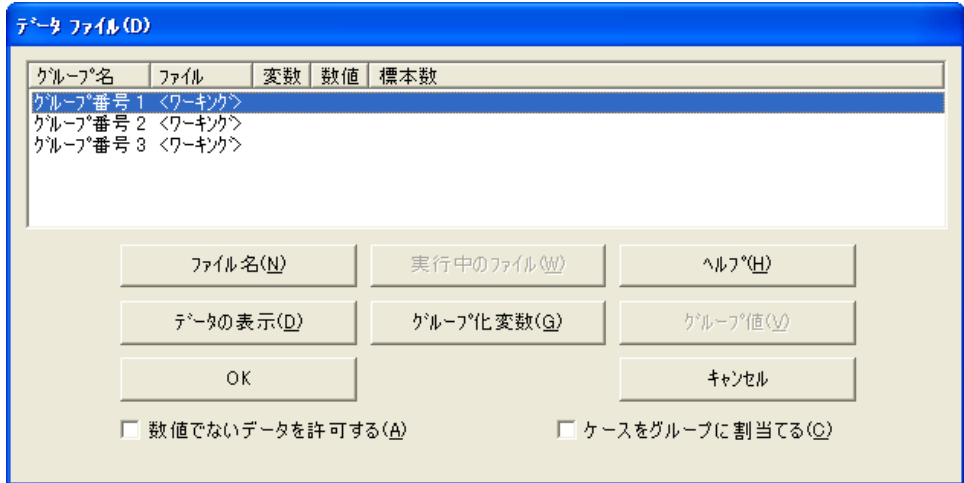 ﾃﾞｰﾀ ﾌｧｲﾙ(D)
ｸﾞﾙｰﾌﾟ名 ﾌｧｲﾙ 変数 数値 標本数
ｸﾞﾙｰﾌﾟ番号 1 <ﾜｰｷﾝｸﾞ>
ｸﾞﾙｰﾌﾟ番号 2 <ﾜｰｷﾝｸﾞ>
ｸﾞﾙｰﾌﾟ番号 3 <ﾜｰｷﾝｸﾞ>
ﾌｧｲﾙ名(N) 実行中のﾌｧｲﾙ(W) ﾍﾙﾌﾟ(H)
ﾃﾞｰﾀの表示(D) ｸﾞﾙｰﾌﾟ化変数(G) ｸﾞﾙｰﾌﾟ値(V)
OK ｷｬﾝｾﾙ
数値でないデータを許可する(A) ケースをグループに割当てる(C)